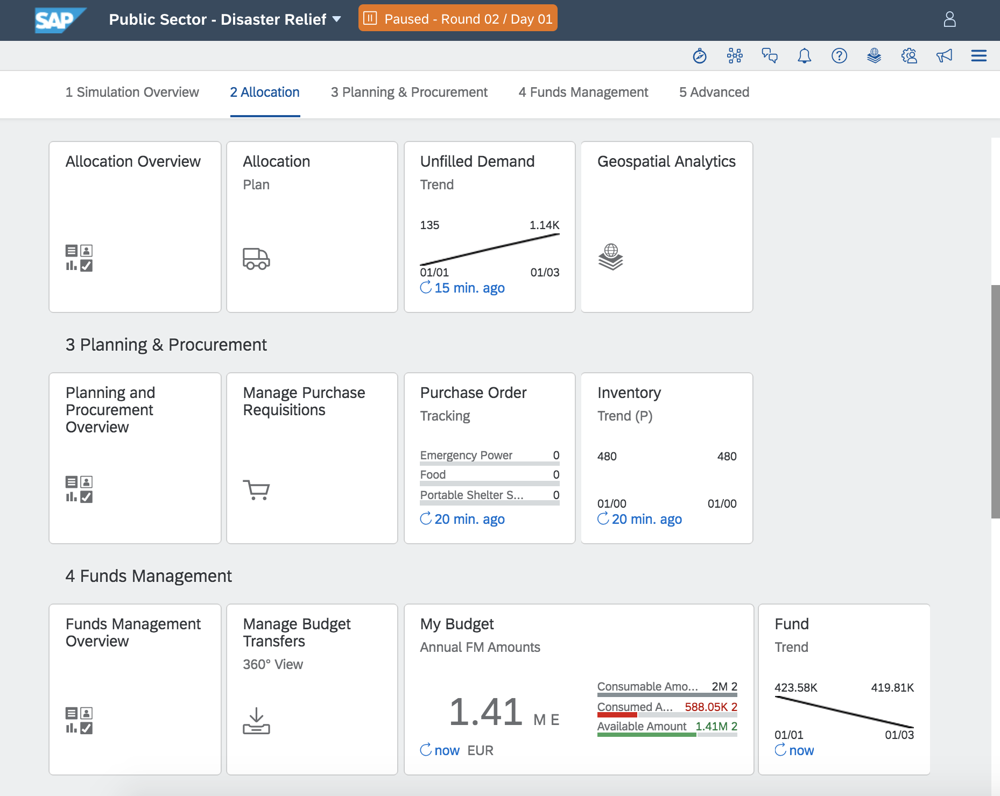 SAP
Public Sector - Disaster Relief
Paused - Round 02 / Day 01
1 Simulation Overview
2 Allocation
3 Planning & Procurement
4 Funds Management
5 Advanced
Allocation Overview
Allocation
Plan
Unfilled Demand
Trend
135 1.14K
01/01 01/03
15 min. ago
Geospatial Analytics
3 Planning & Procurement
Planning and
Procurement
Overview
Manage Purchase
Requisitions
Purchase Order
Tracking
Emergency Power 0
Food 0
Portable Shelter S... 0
20 min. ago
Inventory
Trend (P)
480 480
01/00 01/00
20 min. ago
4 Funds Management
Funds Management
Overview
Manage Budget
Transfers
360° View
My Budget
Annual FM Amounts
1.41 M E
now EUR
Consumable Amo... 2M 2
Consumed A... 588.05K 2
Available Amount 1.41M 2
Fund
Trend
423.58K 419.81K
01/01 01/03
now